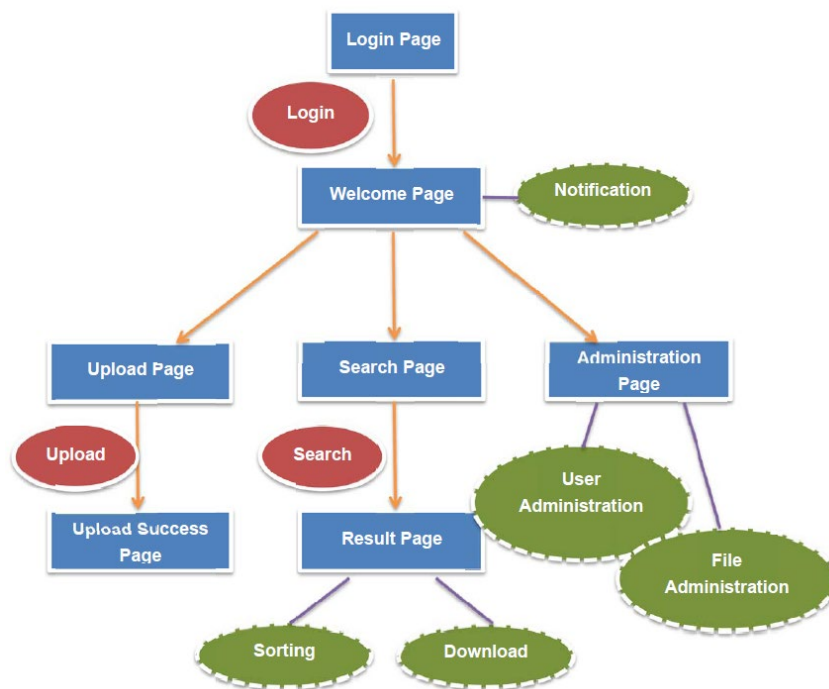 Login Page
Login
Welcome Page
Notification
Upload Page
Search Page
Administration
Page
Upload
Search
User
Administration
Upload Success
Page
Result Page
File
Administration
Sorting
Download